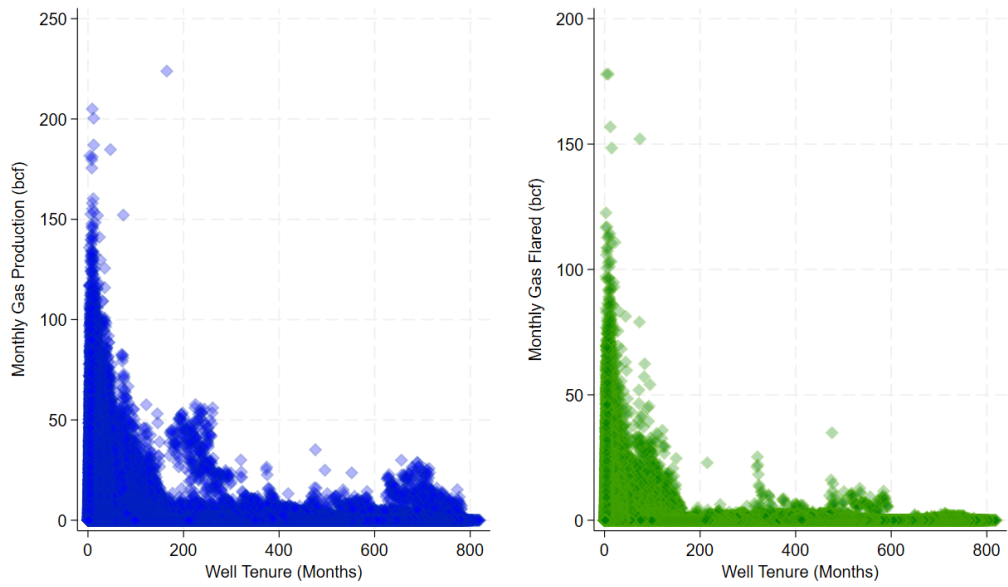 250
200
150
100
50
0
Monthly Gas Production (bcf)
0 200 400 600 800
Well Tenure (Months)
200
150
100
50
0
Monthly Gas Flared (bcf)
0 200 400 600 800
Well Tenure (Months)